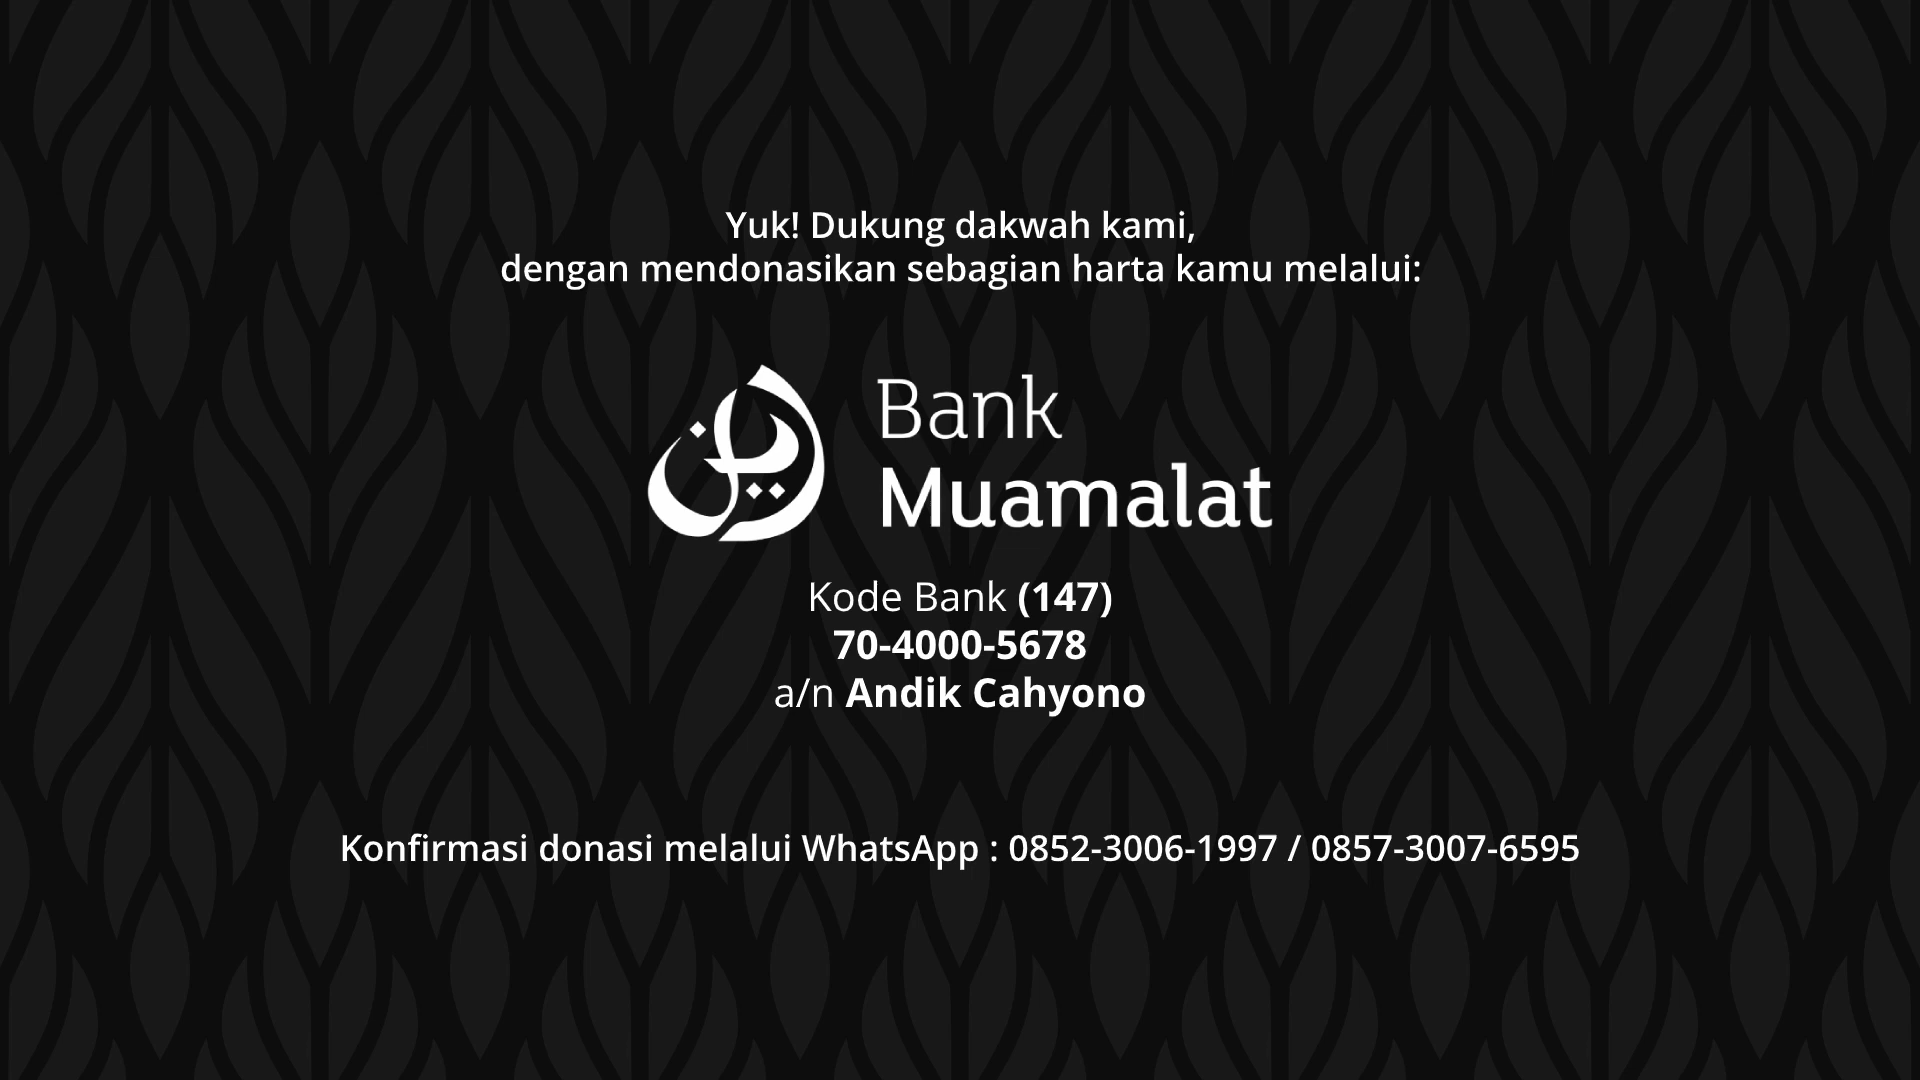 Yuk! Dukung dakwah kami,
dengan mendonasikan sebagian harta kamu melalui:
Bank
Muamalat
Kode Bank (147)
70-4000-5678
a/n Andik Cahyono
Konfirmasi donasi melalui WhatsApp : 0852-3006-1997 / 0857-3007-6595